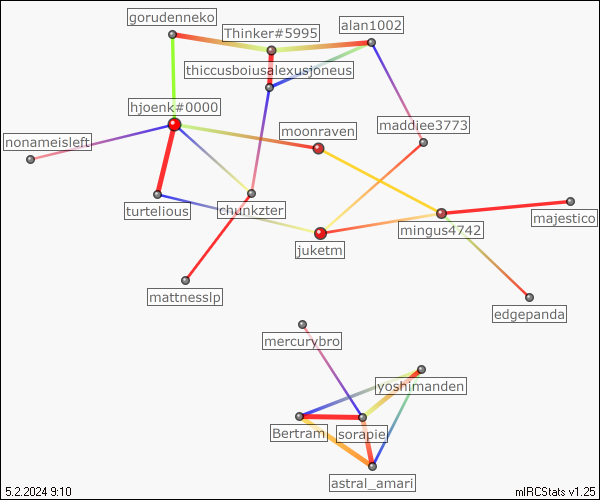 gorudenneko
Thinker#5995
alan1002
thiccusboiusalexusjoneus
hjoenk#0000
moonraven
maddiee3773
nonameisleft
turtelious
chunkzter
majestico
mingus4742
juketm
mattnesslp
edgepanda
mercurybro
yoshimanden
Bertram
sorapie
astral_amari
5.2.2024 9:10
mIRCStats v1.25